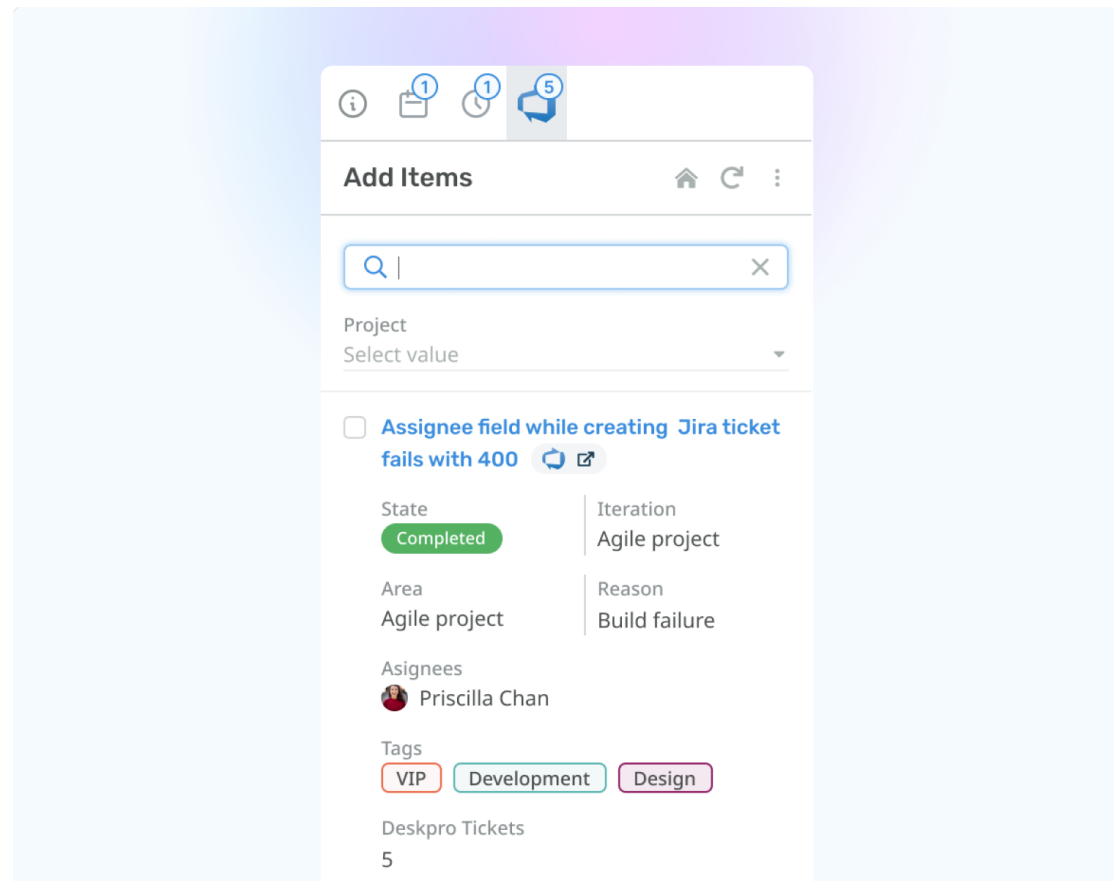 1 1 5
Add Items
Project
Select value
Assignee field while creating Jira ticket
fails with 400
State Iteration
Completed Agile project
Area Reason
Agile project Build failure
Asignees
Priscilla Chan
Tags
VIP Development Design
Deskpro Tickets
5